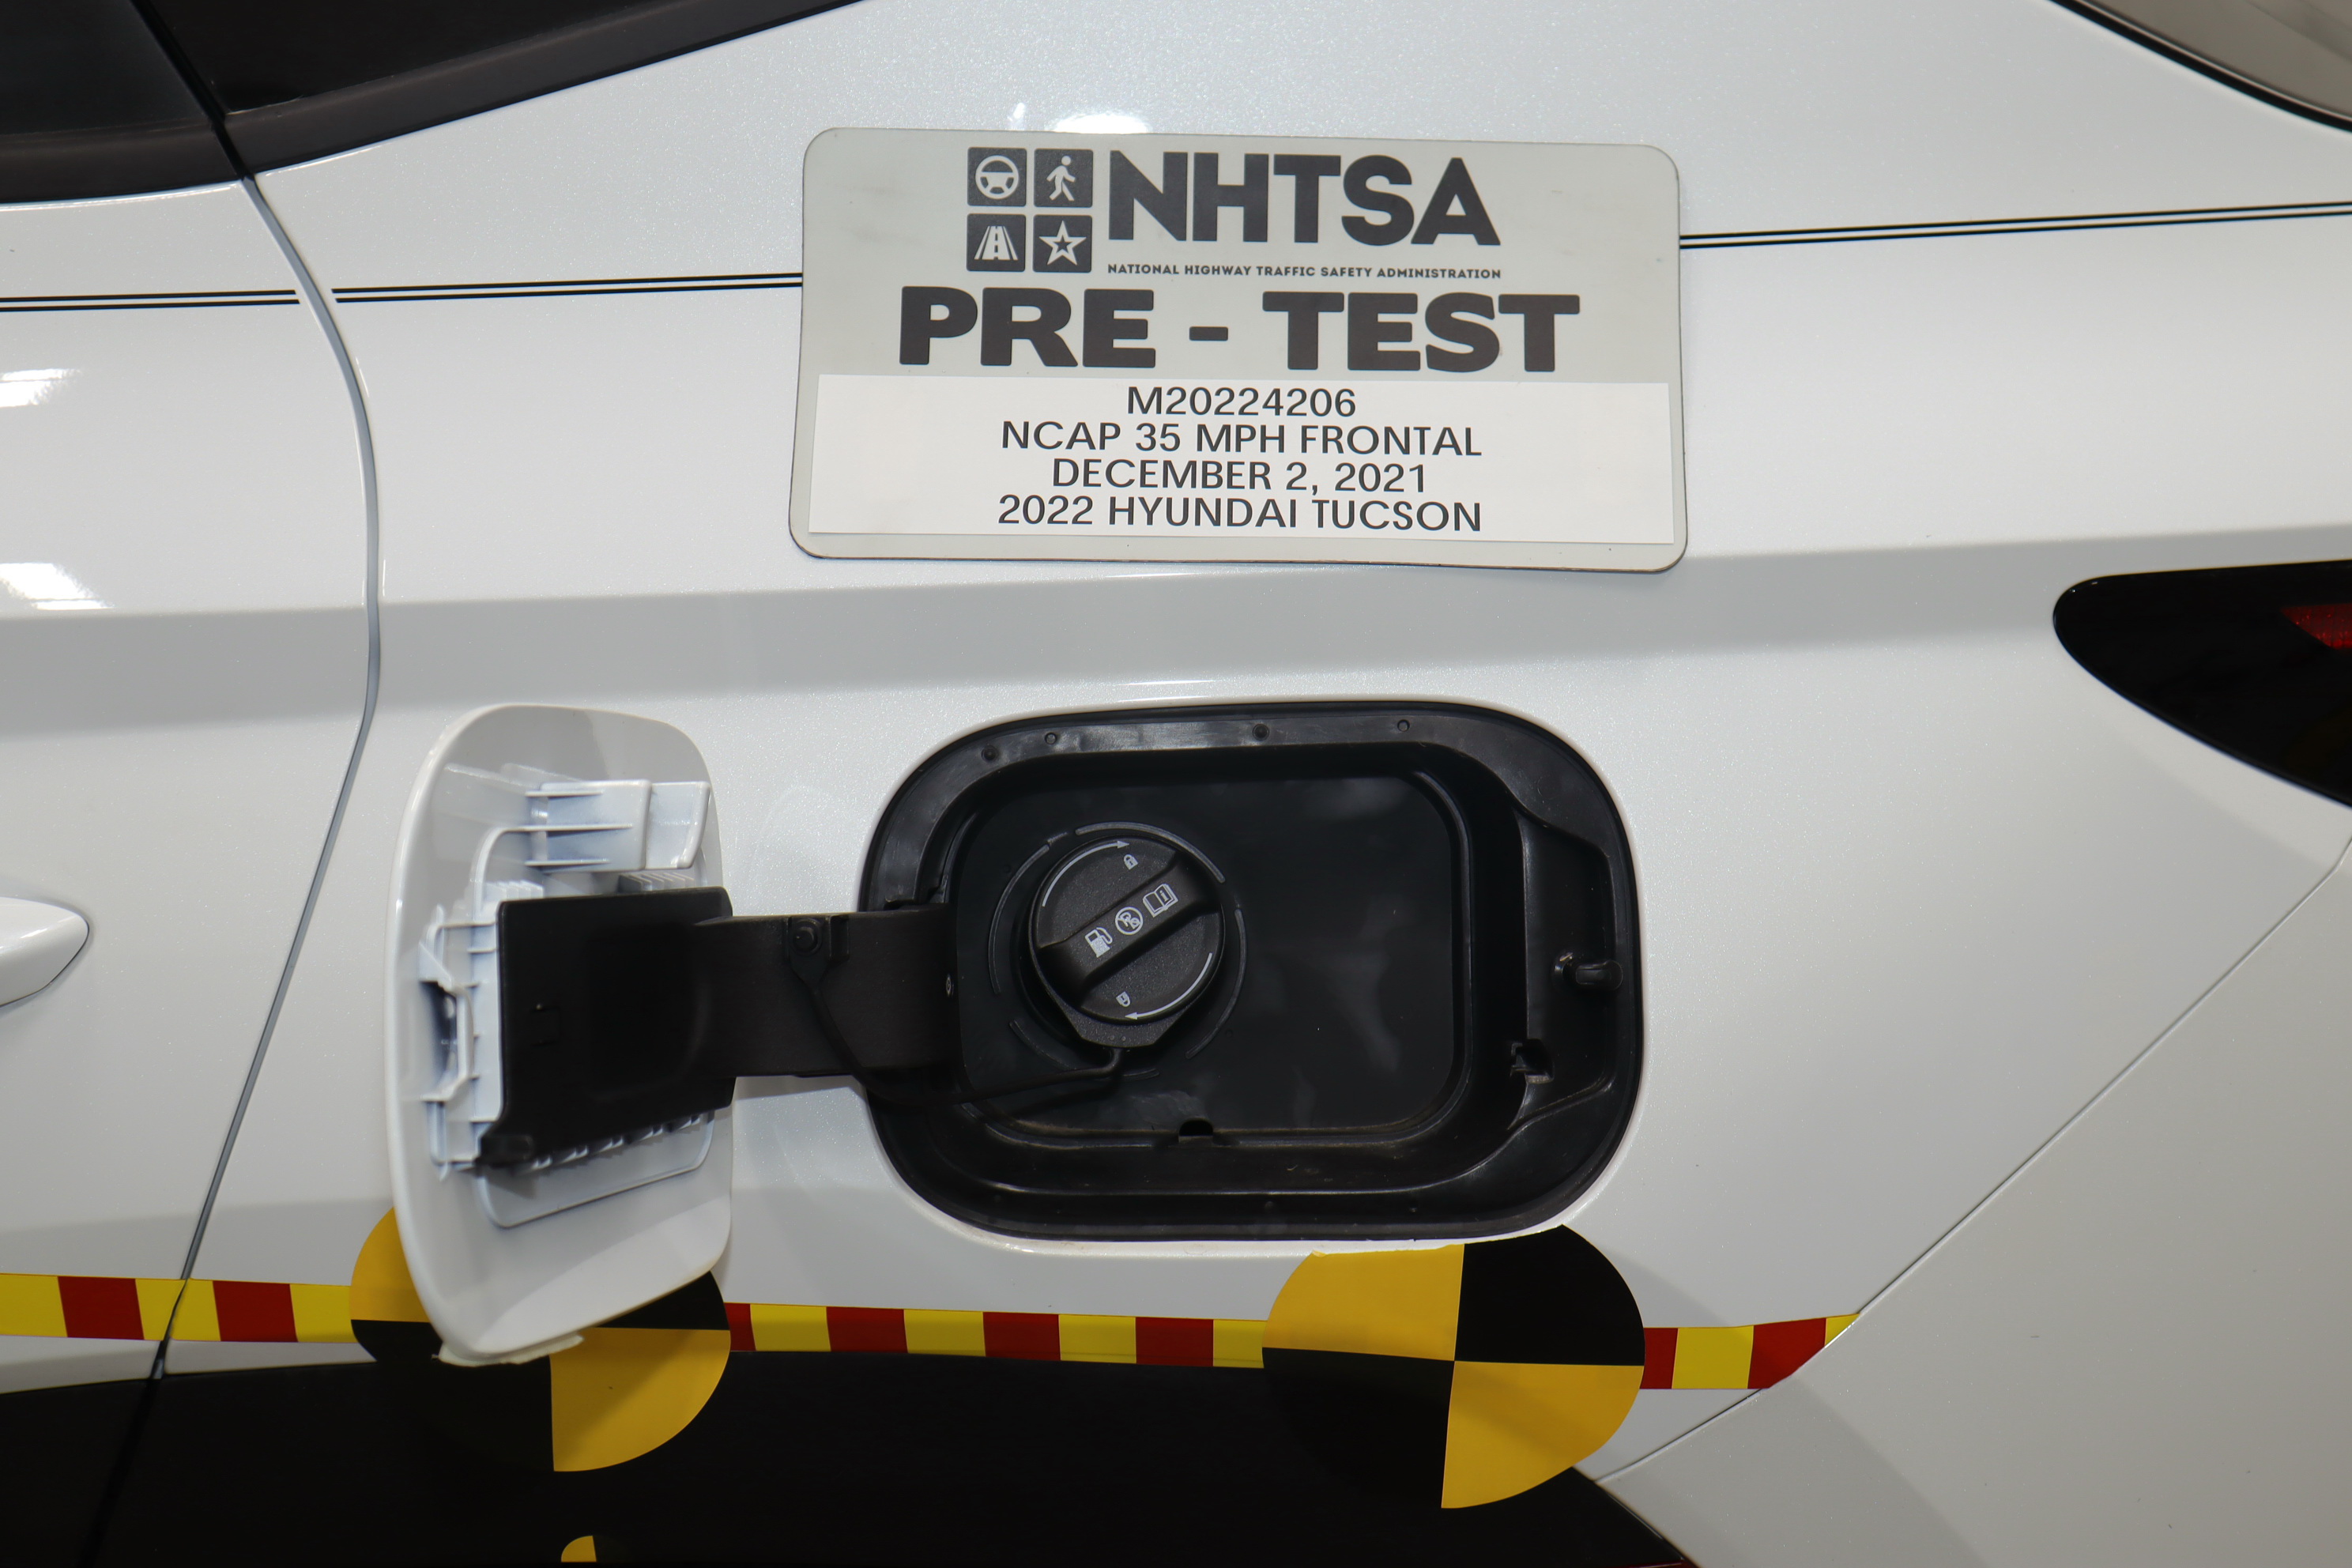 NHTSA
NATIONAL HIGHWAY TRAFFIC SAFETY ADMINISTRATION
PRE - TEST
M20224206
NCAP 35 MPH FRONTAL
DECEMBER 2, 2021
2022 HYUNDAI TUCSON